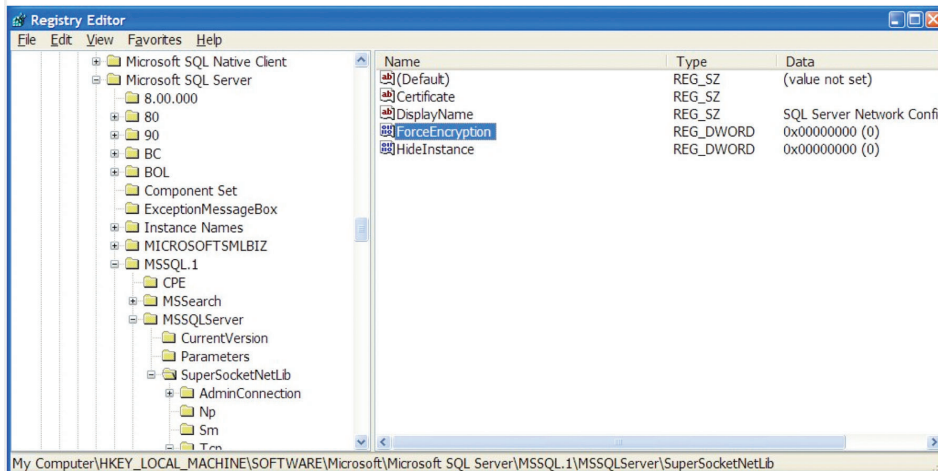 Registry Editor
File Edit View Favorites Help
Microsoft SQL Native Client
Microsoft SQL Server
8.00.000
80
90
BC
BOL
Component Set
ExceptionMessageBox
Instance Names
MICROSOFTSMLBIZ
MSSQL.1
CPE
MSSearch
MSSQLServer
CurrentVersion
Parameters
SuperSocketNetLib
AdminConnection
Np
Sm
Tcp
Name Type Data
(Default) REG_SZ (value not set)
Certificate REG_SZ
DisplayName REG_SZ SQL Server Network Confi
ForceEncryption REG_DWORD 0x00000000 (0)
HideInstance REG_DWORD 0x00000000 (0)
My Computer\HKEY_LOCAL_MACHINE\SOFTWARE\Microsoft\Microsoft SQL Server\MSSQL.1\MSSQLServer\SuperSocketNetLib